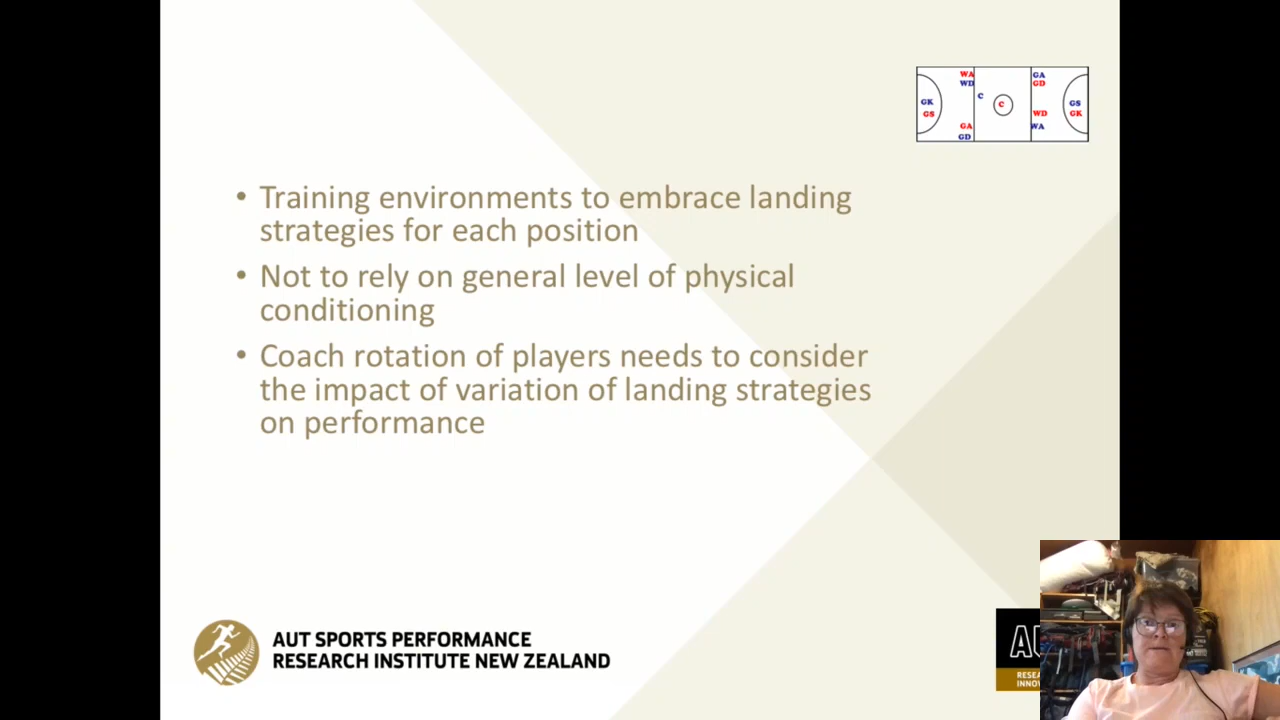 WA GA
WD GD
C
GK C GS
GS WD GK
GA WA
GD
• Training environments to embrace landing
strategies for each position
• Not to rely on general level of physical
conditioning
• Coach rotation of players needs to consider
the impact of variation of landing strategies
on performance
AUT SPORTS PERFORMANCE
RESEARCH INSTITUTE NEW ZEALAND